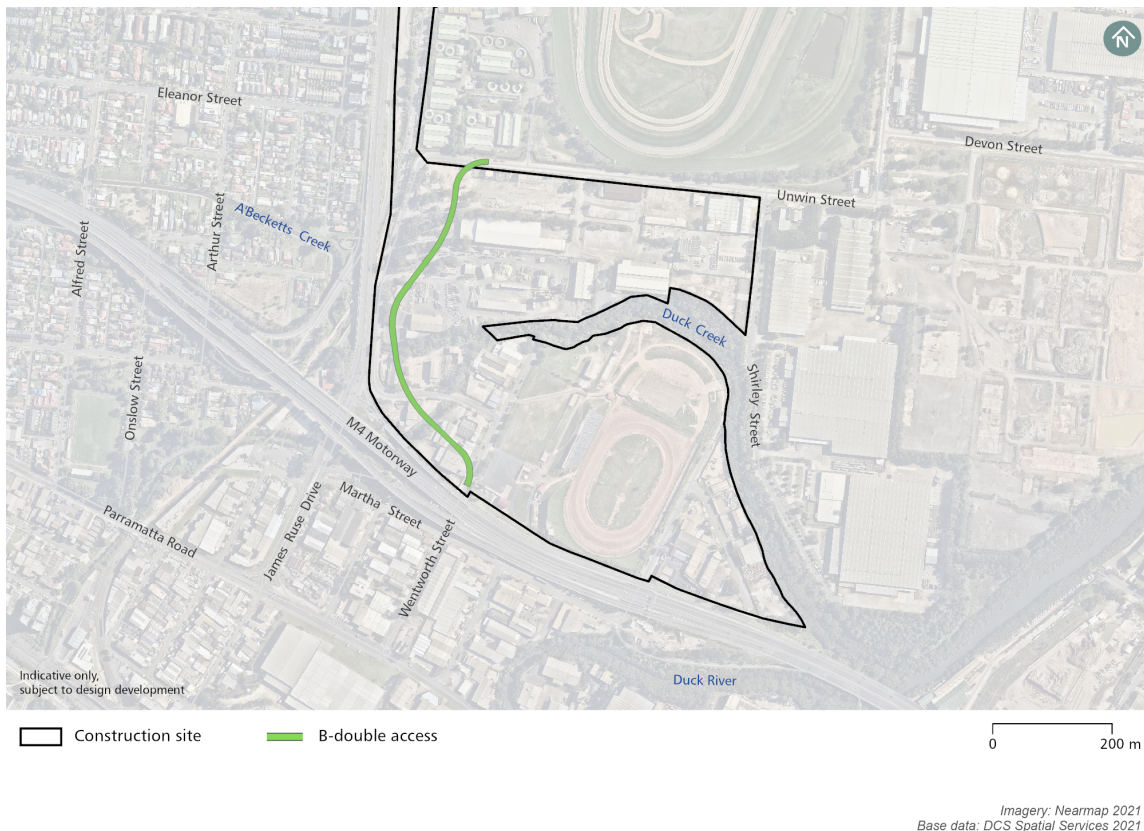 N
Eleanor Street
Devon Street
Unwin Street
A'Becketts Creek
Arthur Street
Alfred Street
Duck Creek
Onslow Street
Shirley Street
M4 Motorway
Martha Street
James Ruse Drive
Parramatta Road
Wentworth Street
Indicative only,
subject to design development
Duck River
Construction site
B-double access
0
200 m
Imagery: Nearmap 2021
Base data: DCS Spatial Services 2021